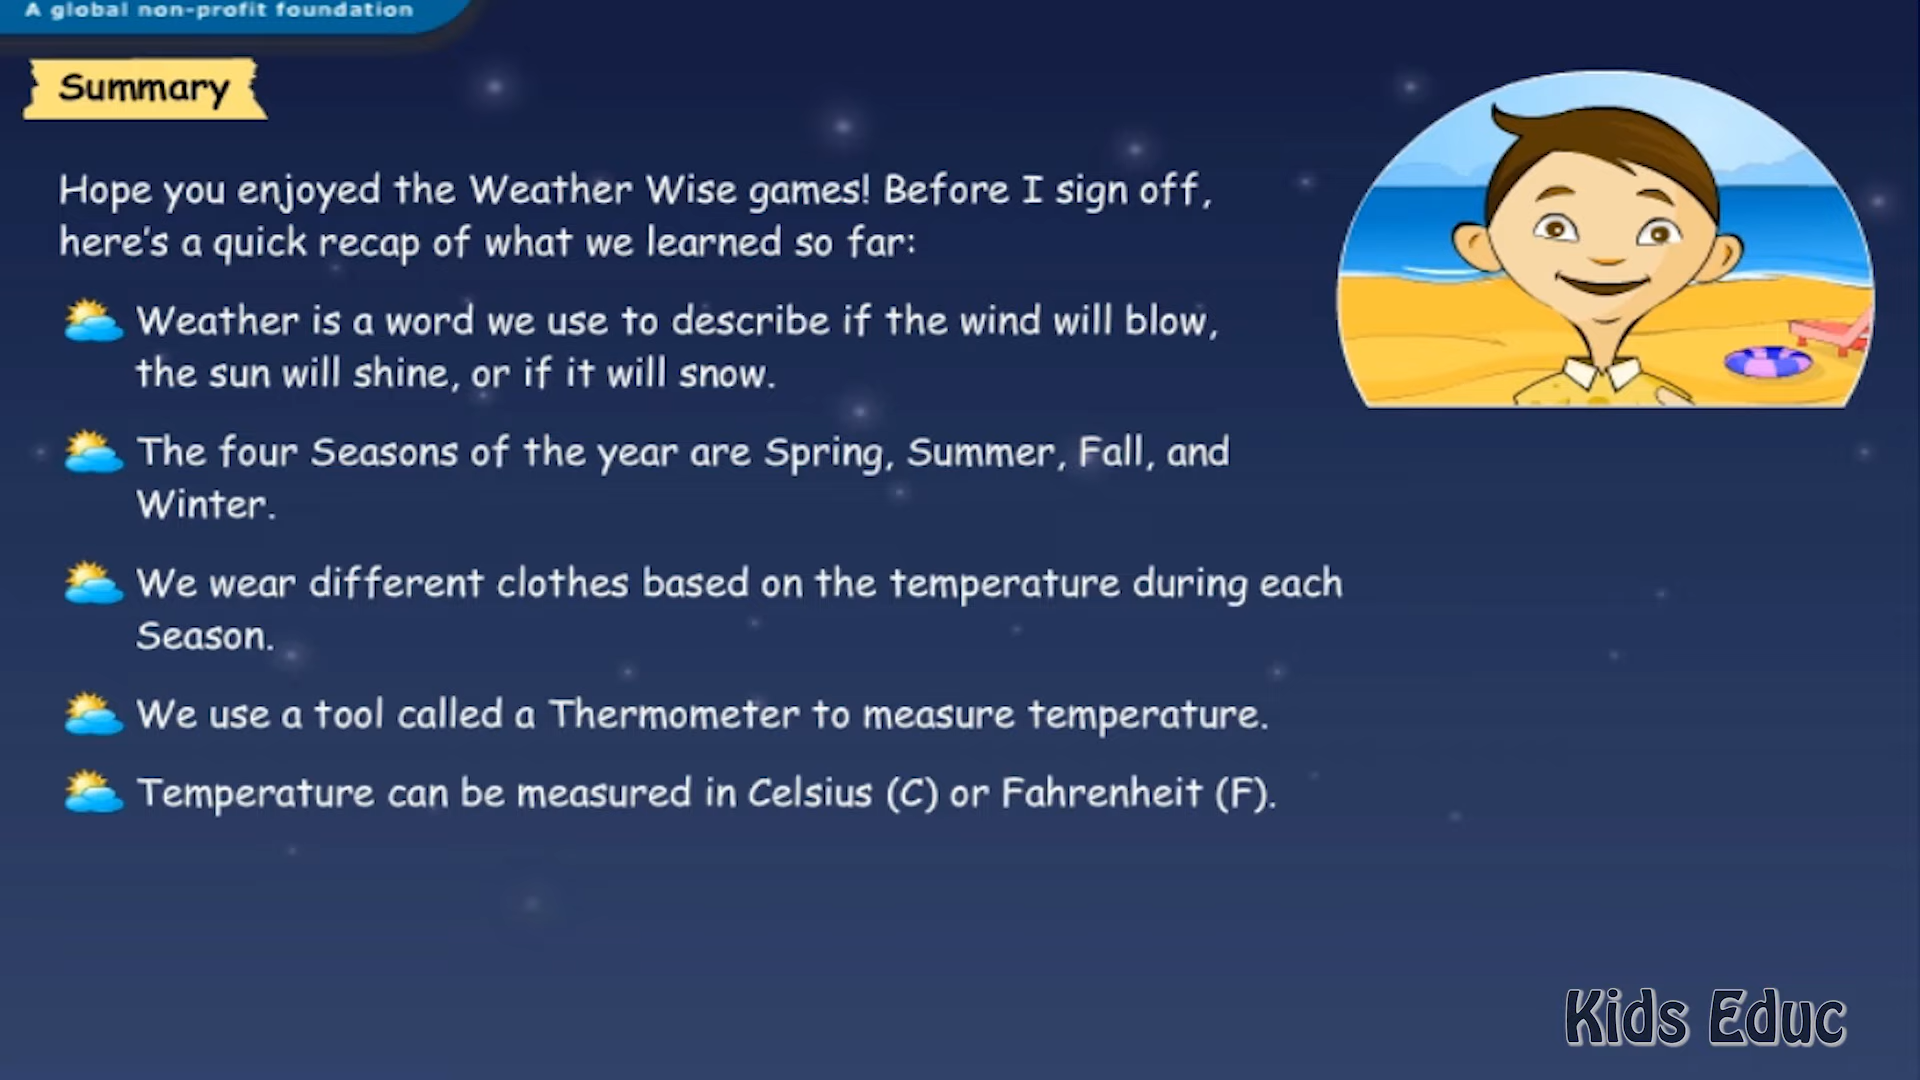 A global non-profit foundation
Summary
Hope you enjoyed the Weather Wise games! Before I sign off,
here's a quick recap of what we learned so far:
Weather is a word we use to describe if the wind will blow,
the sun will shine, or if it will snow.
The four Seasons of the year are Spring, Summer, Fall, and
Winter.
We wear different clothes based on the temperature during each
Season.
We use a tool called a Thermometer to measure temperature.
Temperature can be measured in Celsius (C) or Fahrenheit (F).
Kids Educ